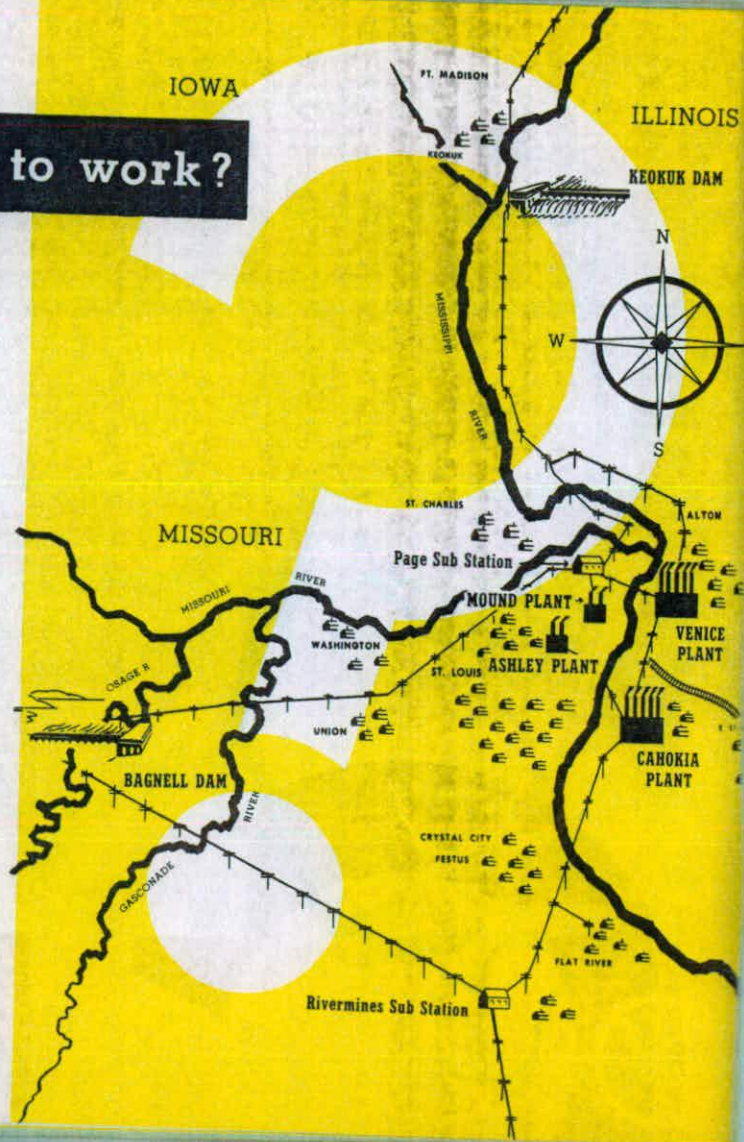 IOWA
FT. MADISON
ILLINOIS
to work?
KEOKUK
KEOKUK DAM
N
W
S
MISSISSIPPI
RIVER
ST. CHARLES
ALTON
MISSOURI
Page Sub Station
RIVER
MISSOURI
MOUND PLANT
VENICE
PLANT
WASHINGTON
ASHLEY PLANT
ST. LOUIS
OSAGE R.
UNION
CAHOKIA
PLANT
BAGNELL DAM
RIVER
CRYSTAL CITY
FESTUS
GASCONADE
FLAT RIVER
Rivermines Sub Station